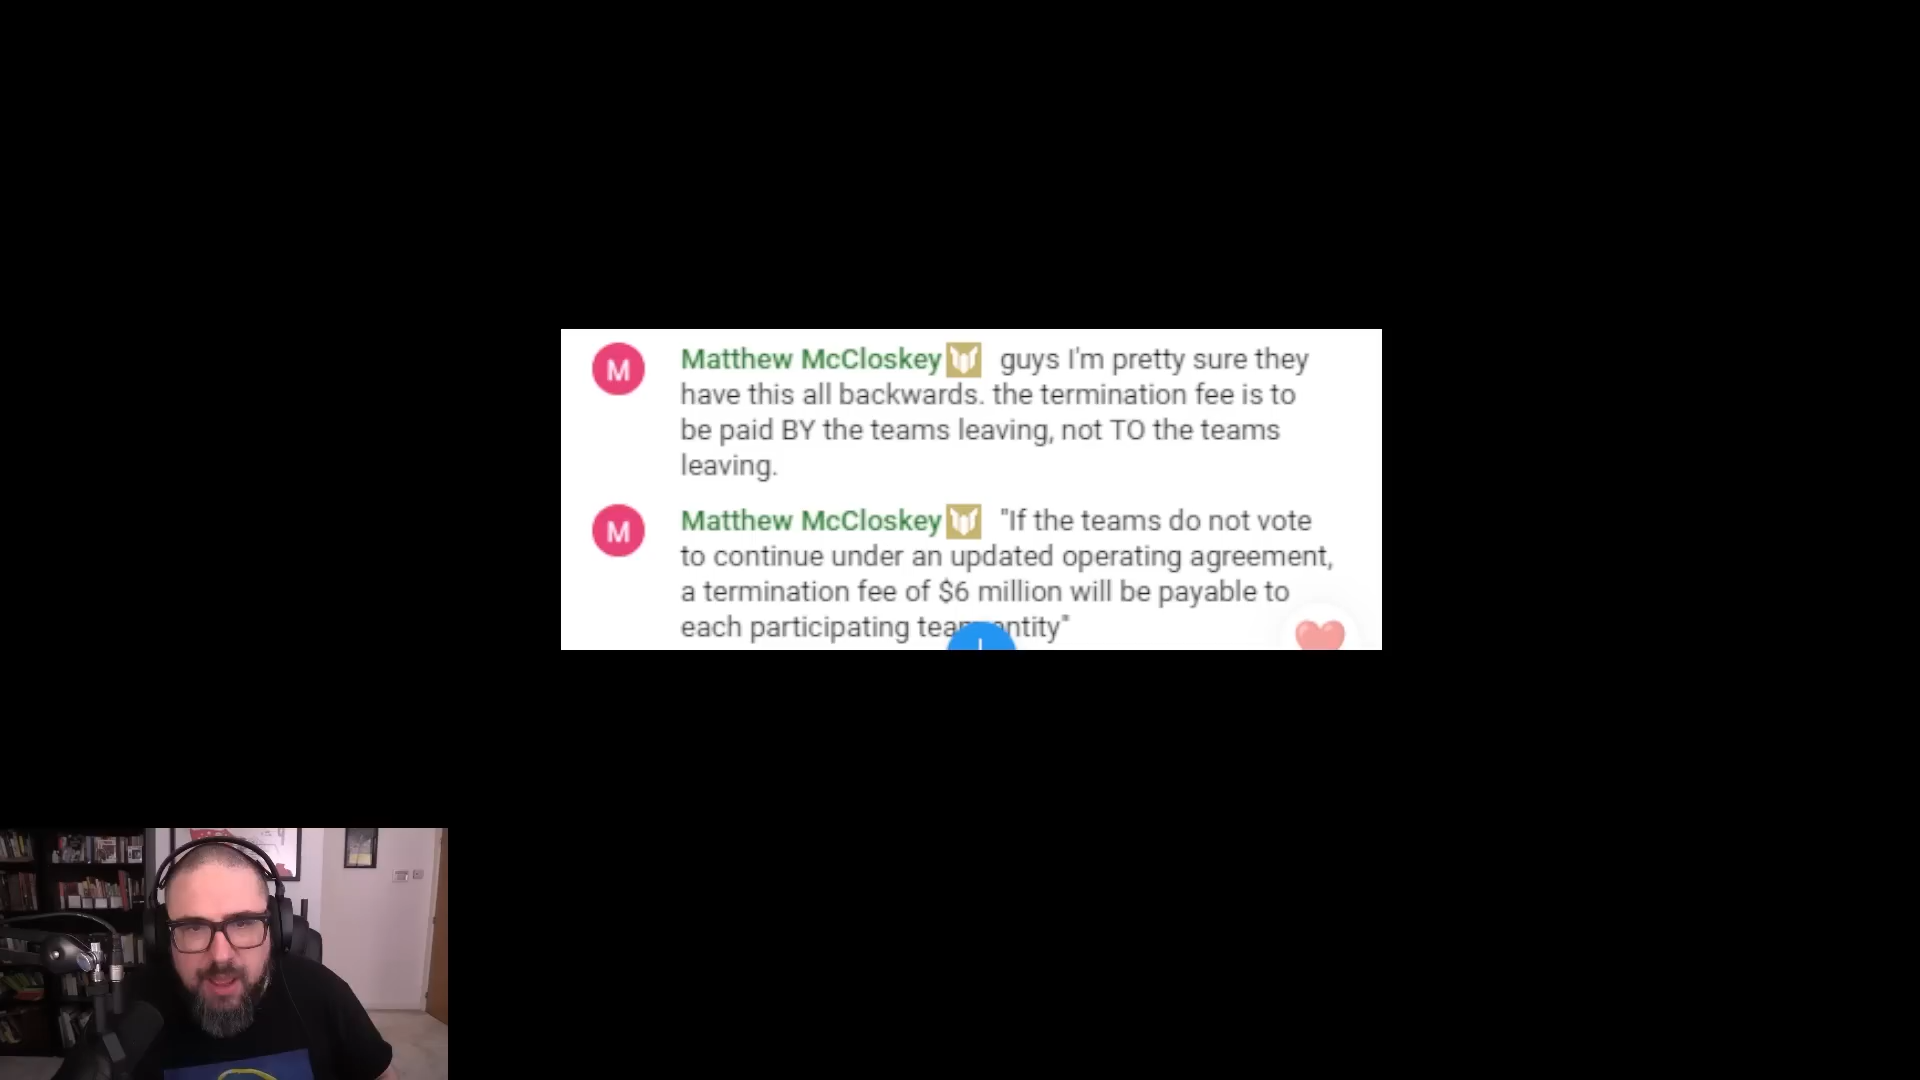 M
Matthew McCloskey guys I'm pretty sure they
have this all backwards. the termination fee is to
be paid BY the teams leaving, not TO the teams
leaving.
M
Matthew McCloskey "If the teams do not vote
to continue under an updated operating agreement,
a termination fee of $6 million will be payable to
each participating